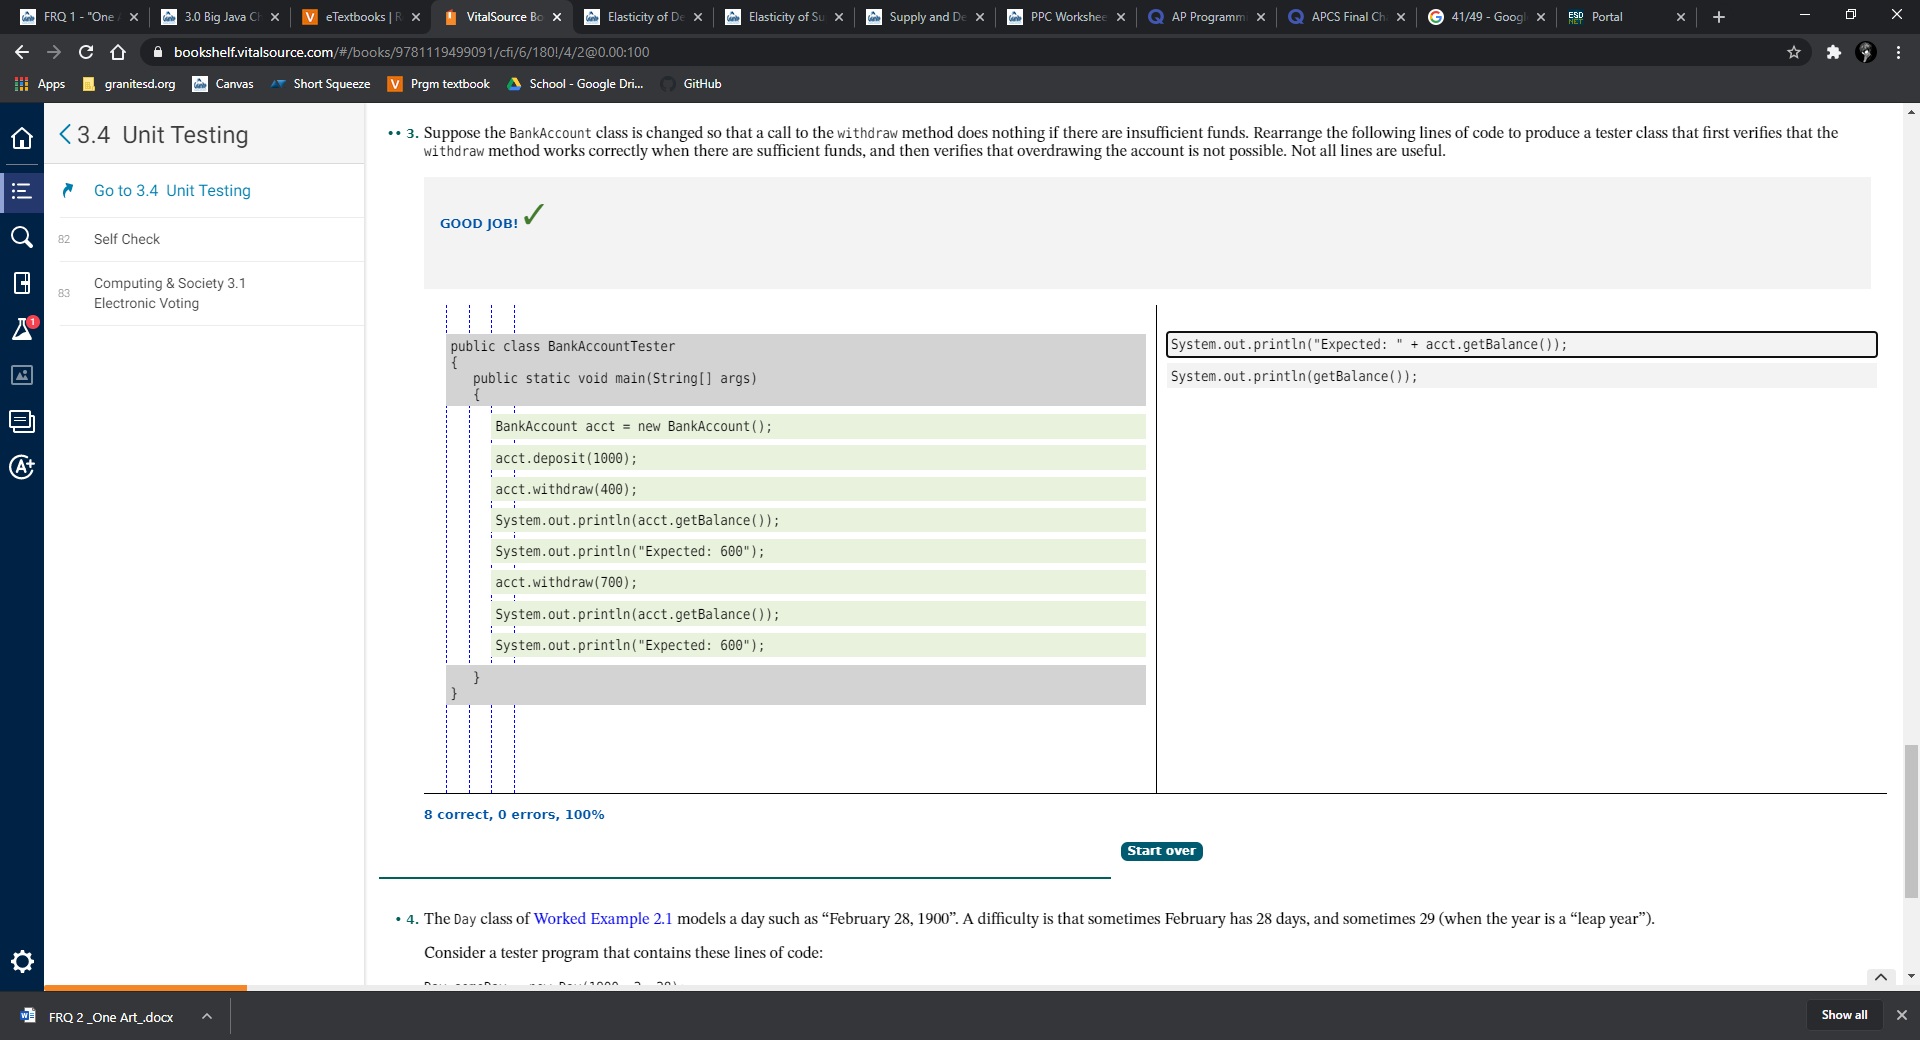 FRQ 1 - "One
3.0 Big Java Ch
eTextbooks | R
VitalSource Bo
Elasticity of De
Elasticity of Su
Supply and De
PPC Workshee
AP Programmi
APCS Final Ch
41/49 - Googl
ESD NET Portal
bookshelf.vitalsource.com/#/books/9781119499091/cfi/6/180!/4/2@0.00:100
Apps
granitesd.org
Canvas
Short Squeeze
V Prgm textbook
School - Google Dri...
GitHub
3.4 Unit Testing
Go to 3.4 Unit Testing
82 Self Check
83 Computing & Society 3.1
Electronic Voting
1
A+
•• 3. Suppose the BankAccount class is changed so that a call to the withdraw method does nothing if there are insufficient funds. Rearrange the following lines of code to produce a tester class that first verifies that the
withdraw method works correctly when there are sufficient funds, and then verifies that overdrawing the account is not possible. Not all lines are useful.
GOOD JOB!
public class BankAccountTester
{
public static void main(String[] args)
{
BankAccount acct = new BankAccount();
acct.deposit(1000);
acct.withdraw(400);
System.out.println(acct.getBalance());
System.out.println("Expected: 600");
acct.withdraw(700);
System.out.println(acct.getBalance());
System.out.println("Expected: 600");
}
}
System.out.println("Expected: " + acct.getBalance());
System.out.println(getBalance());
8 correct, 0 errors, 100%
Start over
• 4. The Day class of Worked Example 2.1 models a day such as “February 28, 1900”. A difficulty is that sometimes February has 28 days, and sometimes 29 (when the year is a “leap year”).
Consider a tester program that contains these lines of code:
FRQ 2 _One Art_.docx
Show all